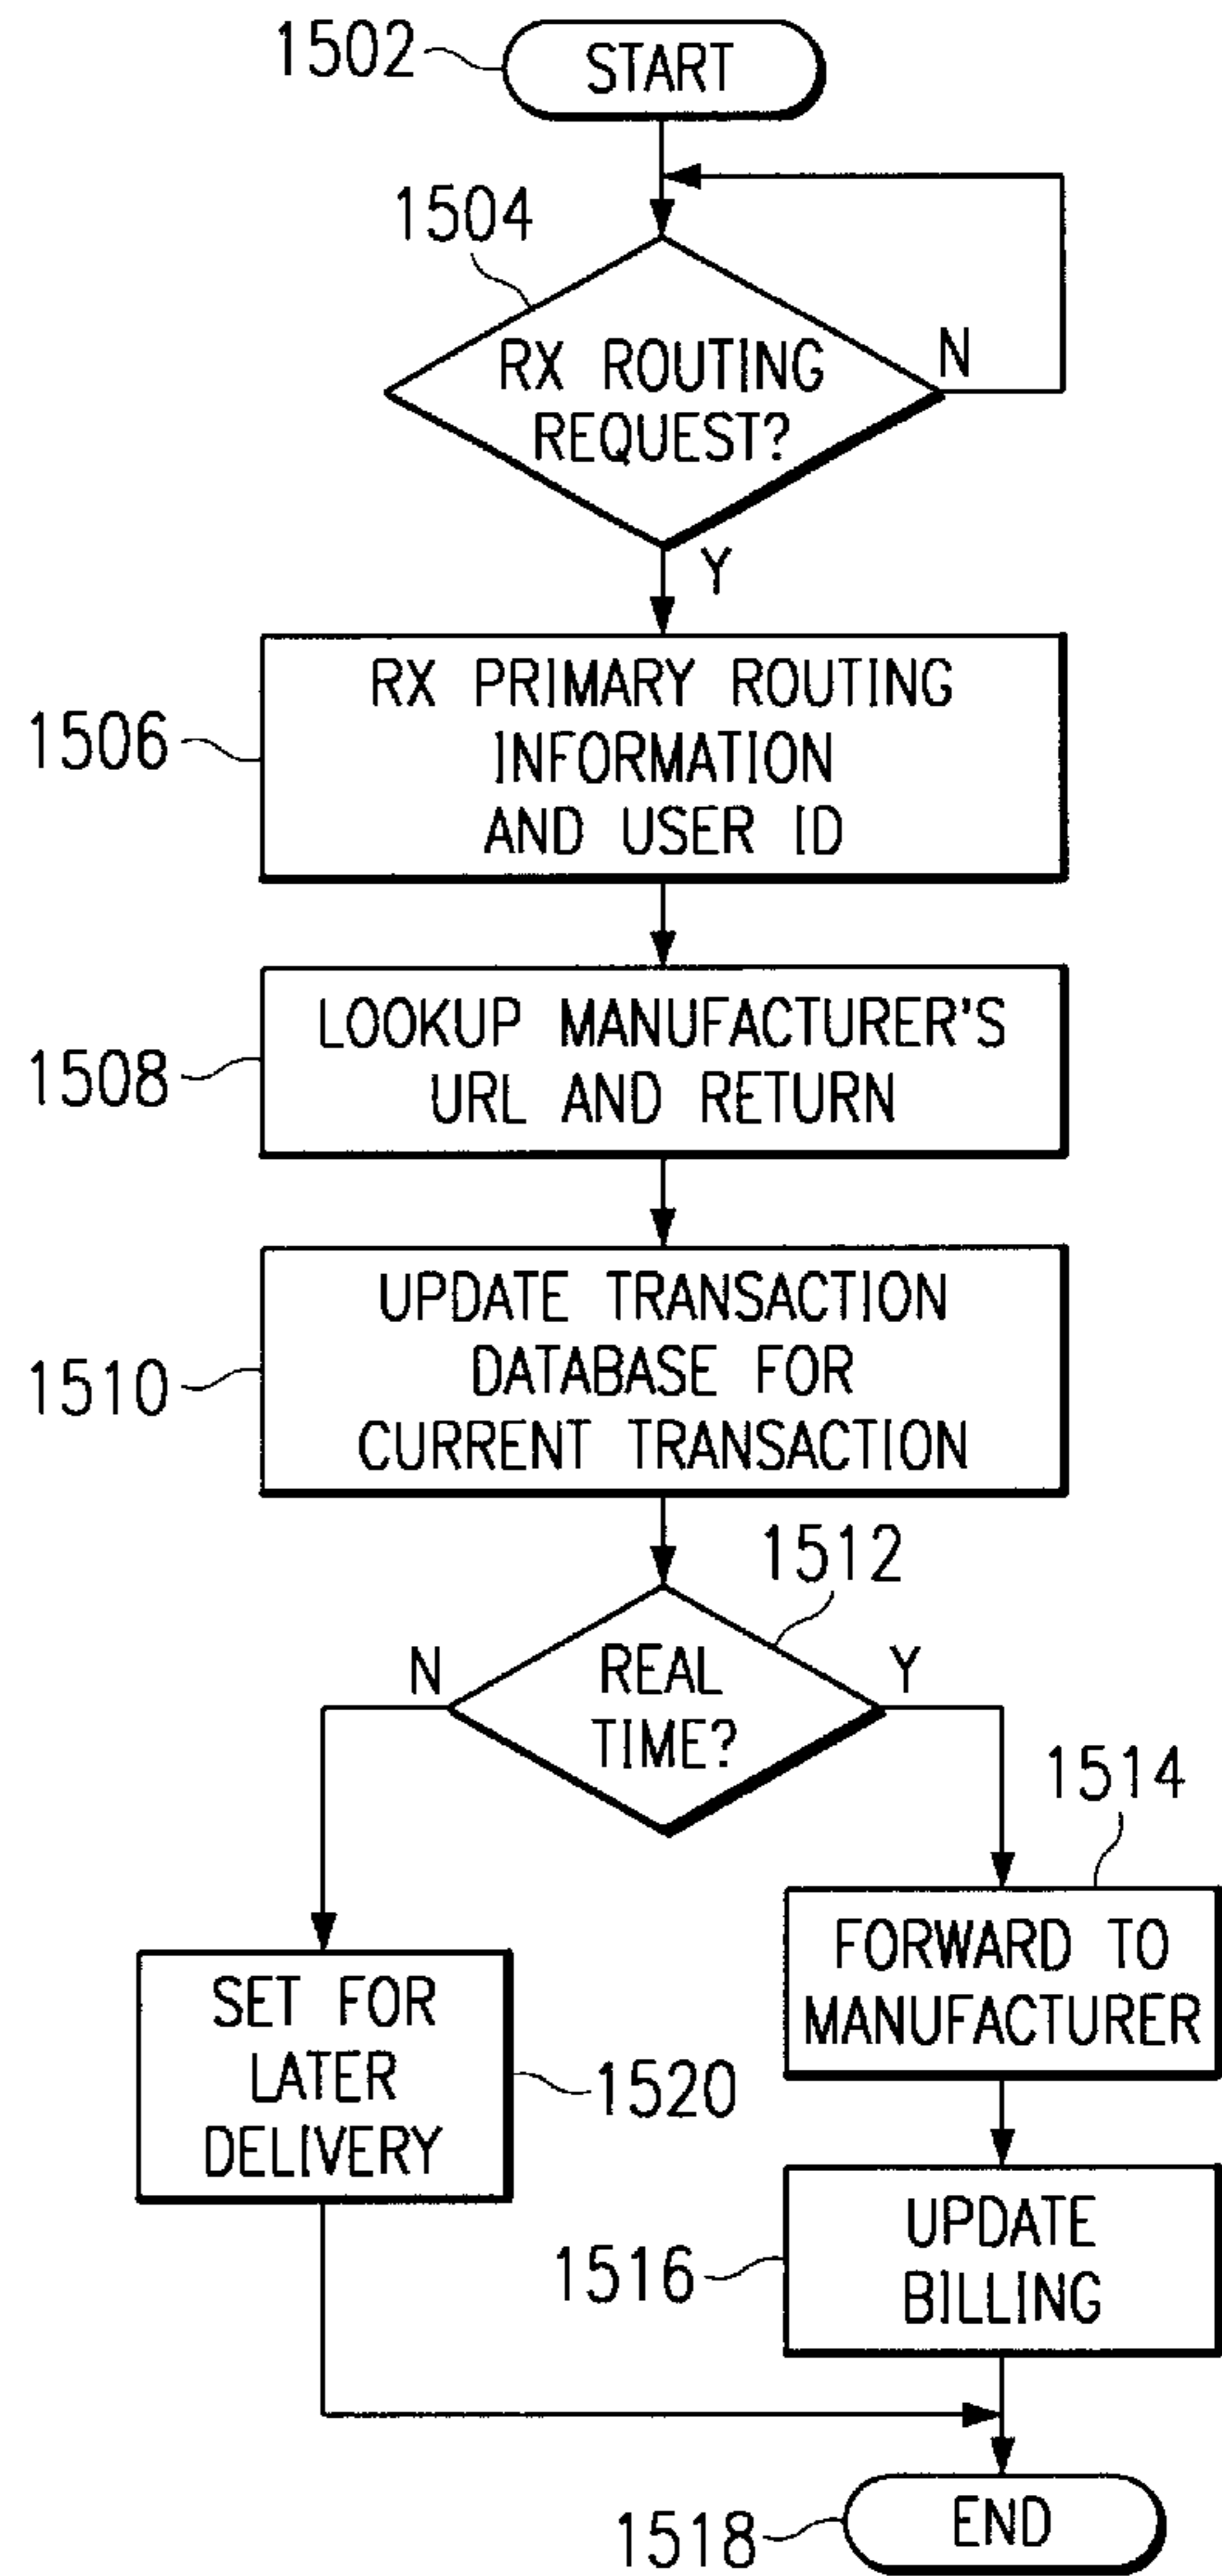 1502
START
1504
RX ROUTING
REQUEST?
N
Y
1506
RX PRIMARY ROUTING
INFORMATION
AND USER ID
1508
LOOKUP MANUFACTURER'S
URL AND RETURN
1510
UPDATE TRANSACTION
DATABASE FOR
CURRENT TRANSACTION
1512
N
REAL
TIME?
Y
1514
FORWARD TO
MANUFACTURER
SET FOR
LATER
DELIVERY
1520
1516
UPDATE
BILLING
1518
END